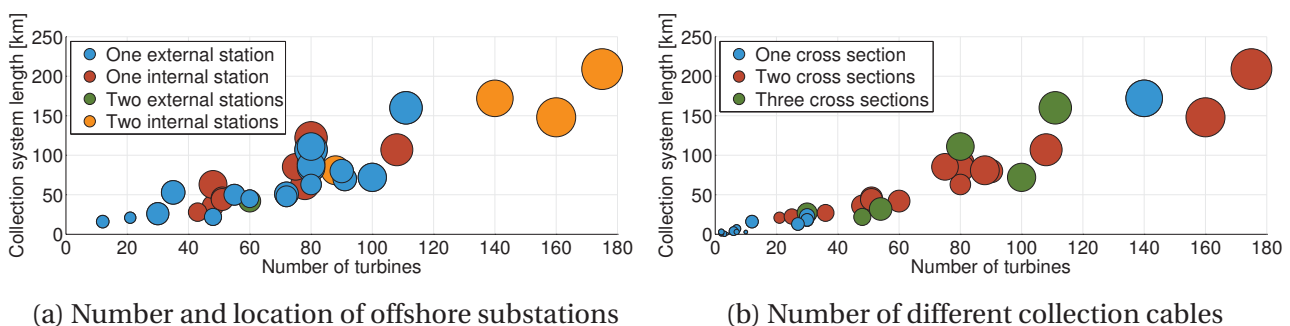 Collection system length [km]
250
200
150
100
50
0
One external station
One internal station
Two external stations
Two internal stations
0 20 40 60 80 100 120 140 160 180
Number of turbines
(a) Number and location of offshore substations
Collection system length [km]
250
200
150
100
50
0
One cross section
Two cross sections
Three cross sections
0 20 40 60 80 100 120 140 160 180
Number of turbines
(b) Number of different collection cables